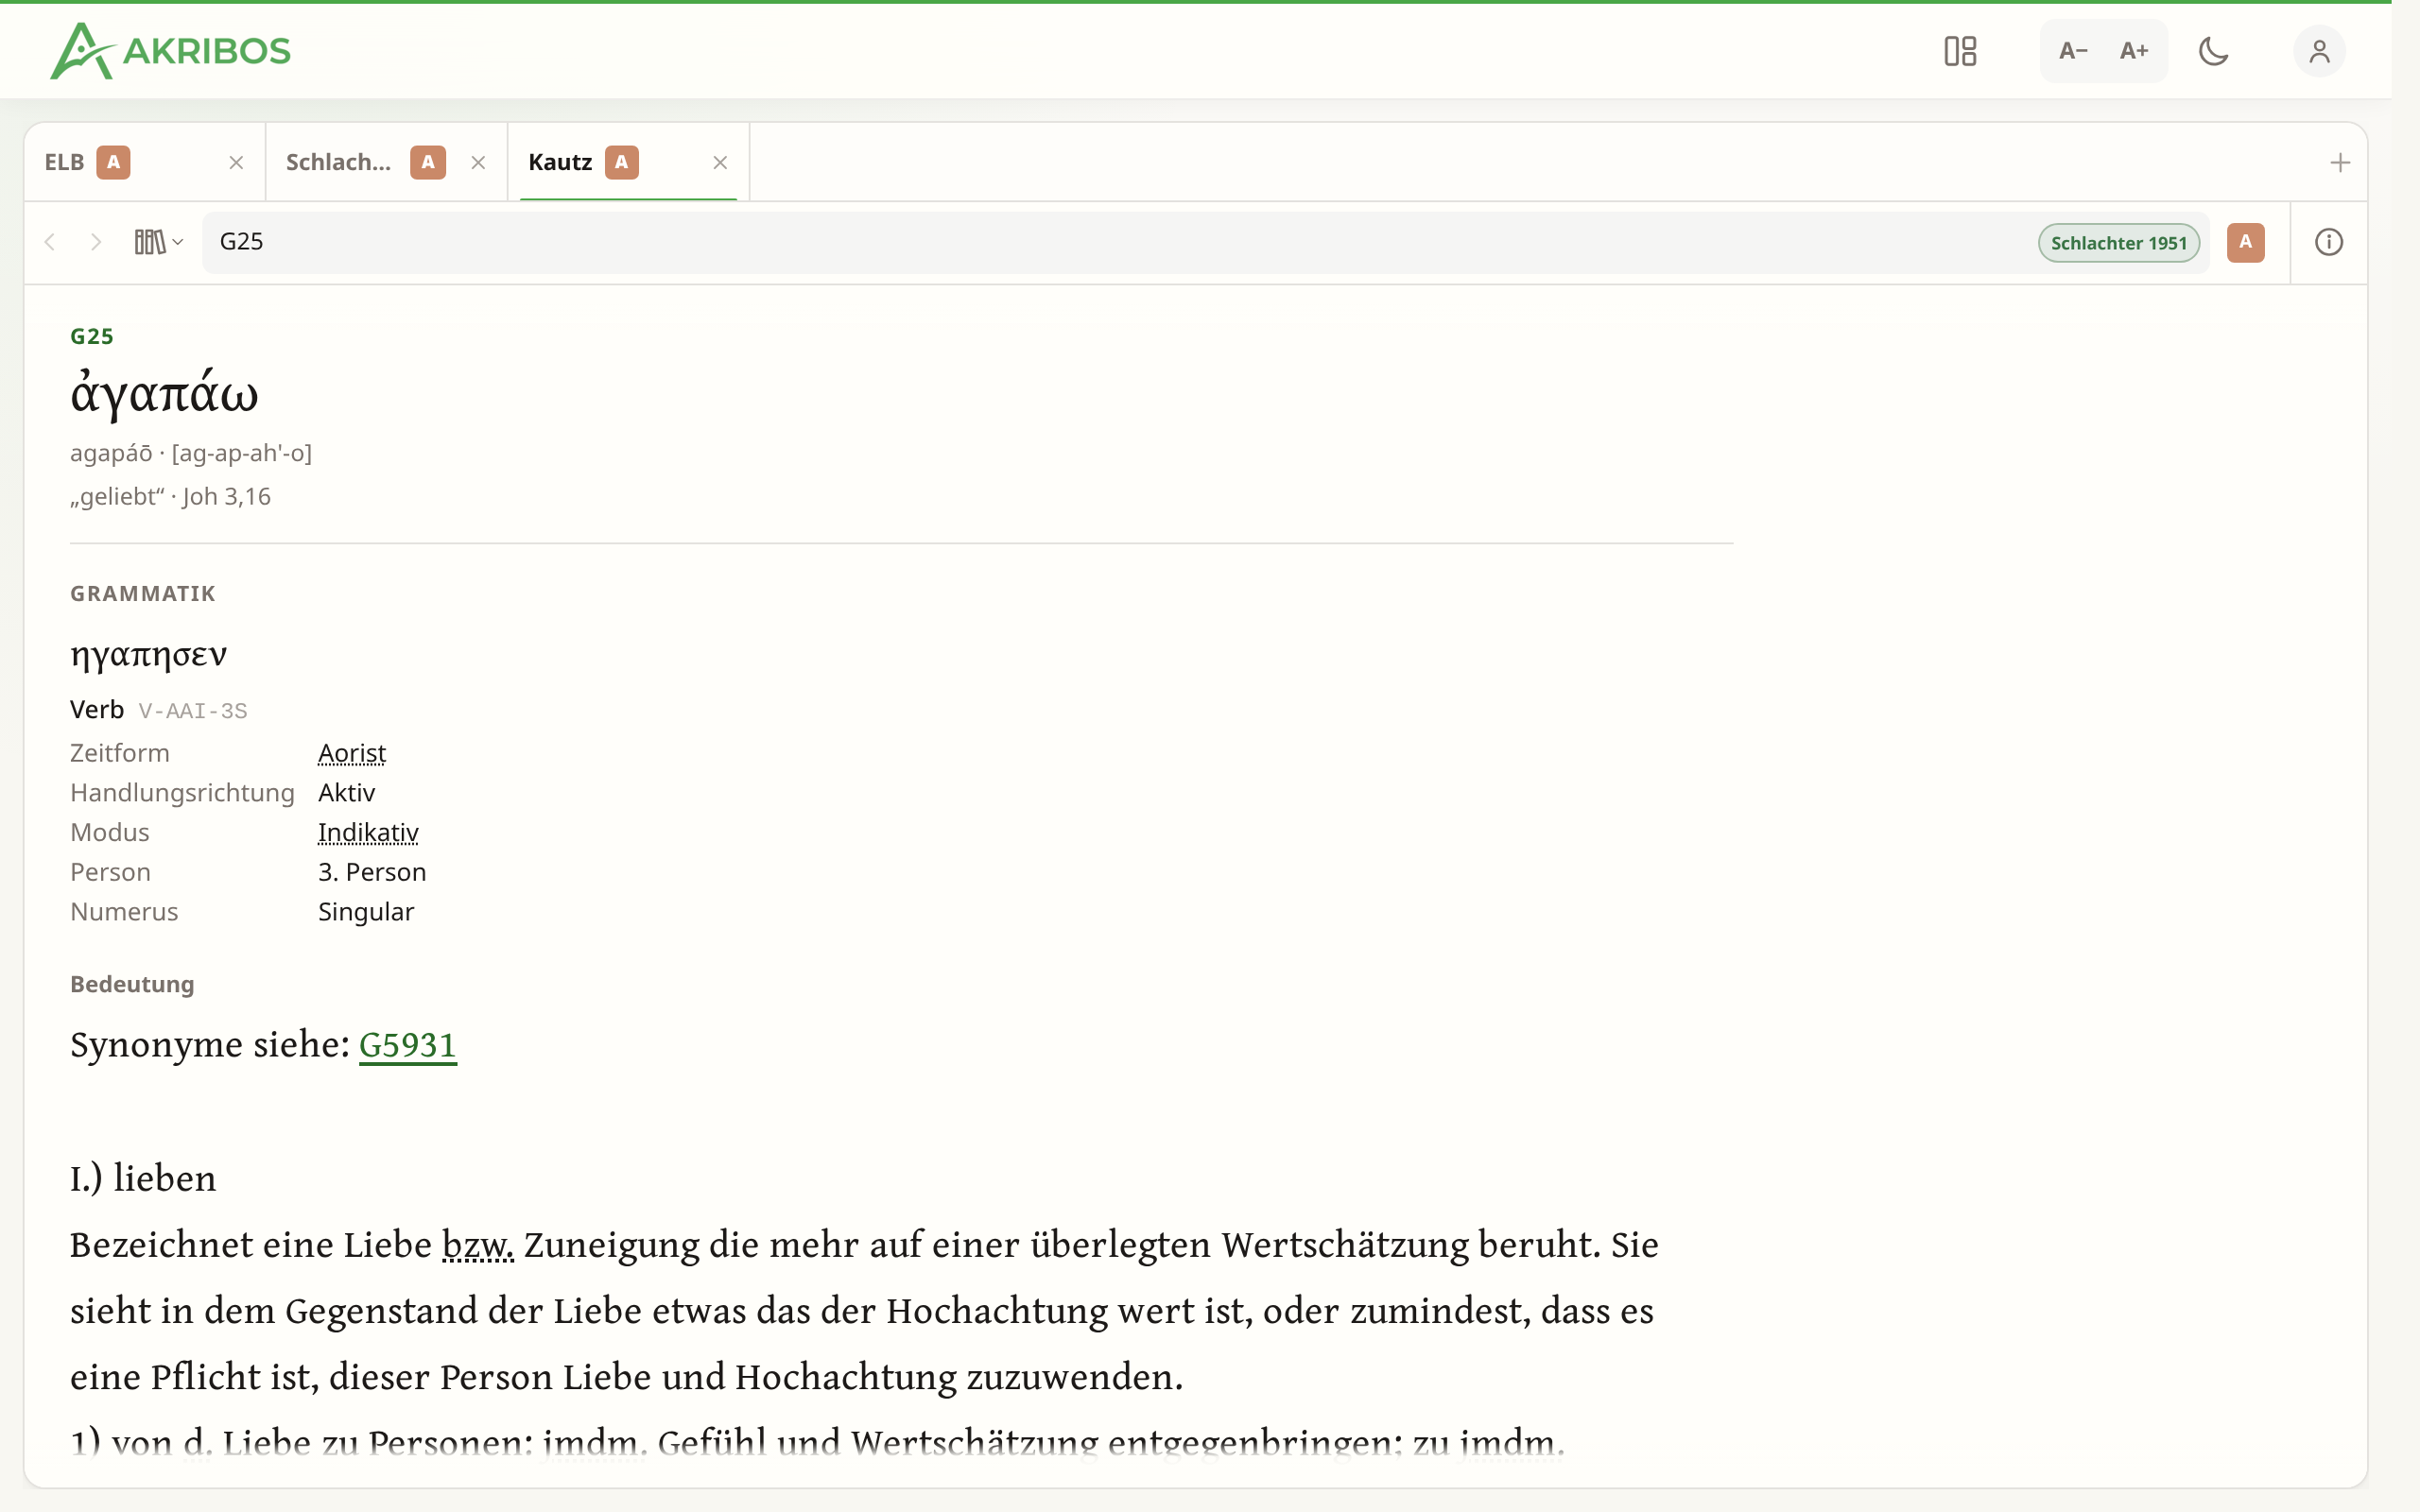 AKRIBOS
A− A+
ELB A
Schlach... A
Kautz A
G25
Schlachter 1951 A
G25
ἀγαπάω
agapáō · [ag-ap-ah'-o]
„geliebt“ · Joh 3,16
GRAMMATIK
ηγαπησεν
Verb V-AAI-3S
Zeitform Aorist
Handlungsrichtung Aktiv
Modus Indikativ
Person 3. Person
Numerus Singular
Bedeutung
Synonyme siehe: G5931
I.) lieben
Bezeichnet eine Liebe bzw. Zuneigung die mehr auf einer überlegten Wertschätzung beruht. Sie
sieht in dem Gegenstand der Liebe etwas das der Hochachtung wert ist, oder zumindest, dass es
eine Pflicht ist, dieser Person Liebe und Hochachtung zuzuwenden.
1) von d. Liebe zu Personen: jmdm. Gefühl und Wertschätzung entgegenbringen; zu jmdm.